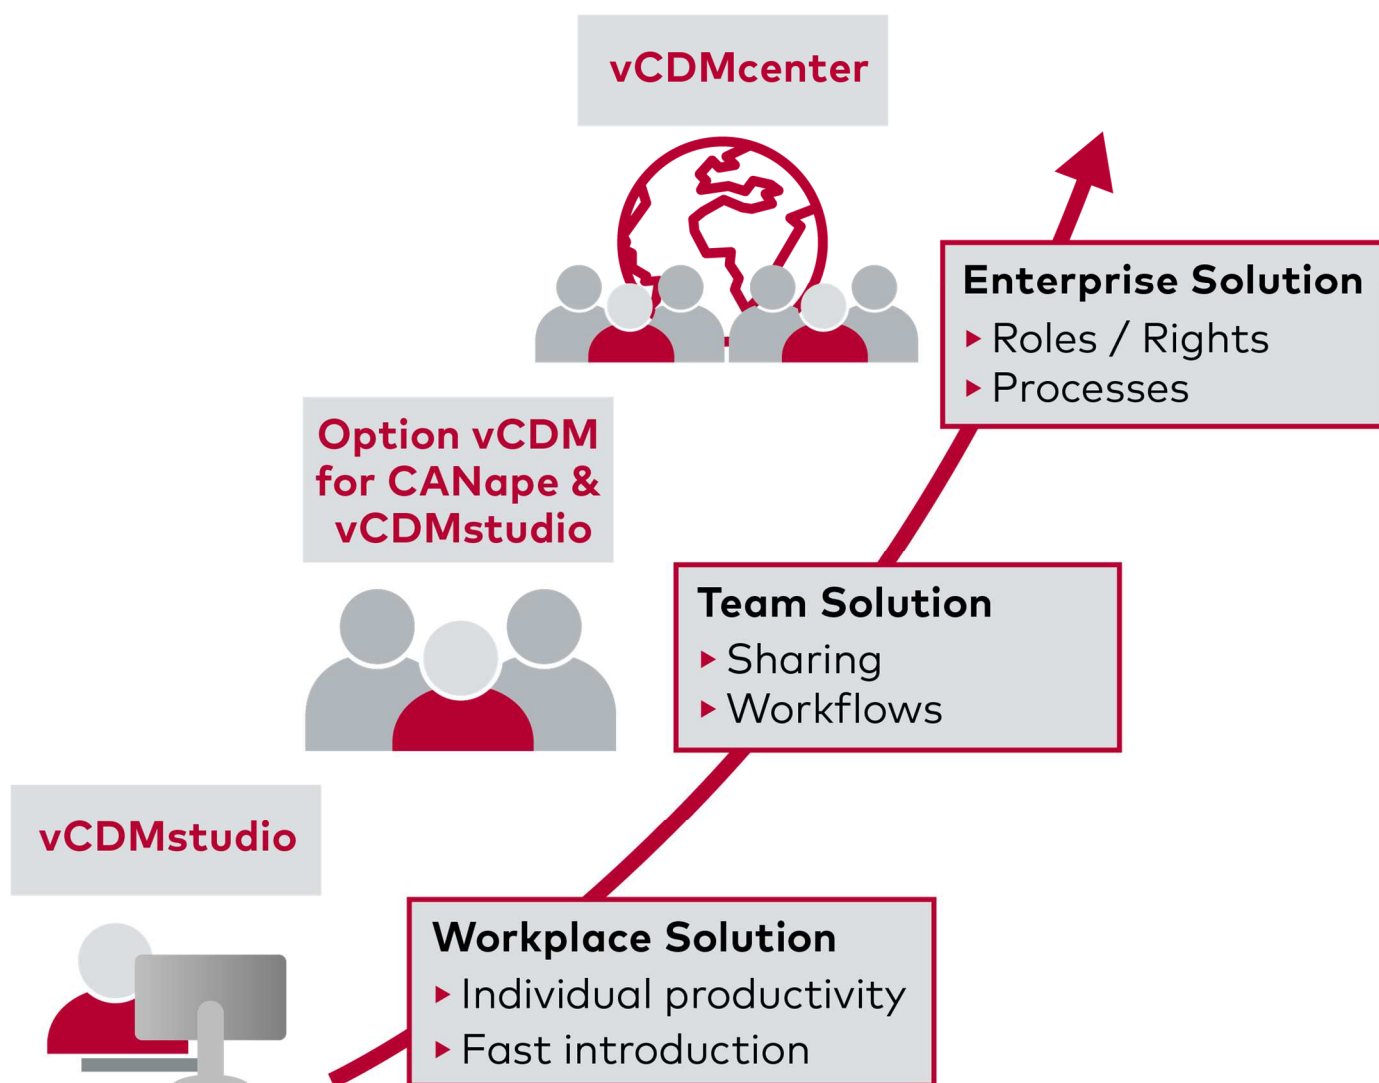 vCDMcenter
Enterprise Solution
Roles / Rights
Processes
Option vCDM
for CANape &
vCDMstudio
Team Solution
Sharing
Workflows
vCDMstudio
Workplace Solution
Individual productivity
Fast introduction